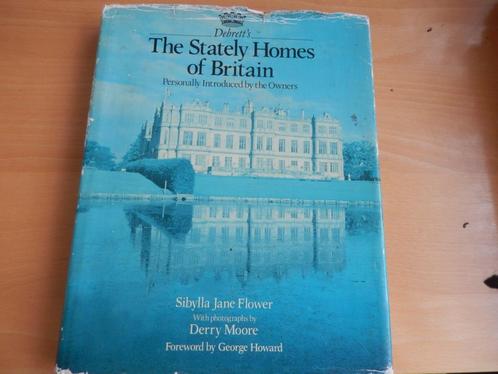 Debrett's
The Stately Homes
of Britain
Personally Introduced by the Owners
Sibylla Jane Flower
With photographs by
Derry Moore
Foreword by George Howard